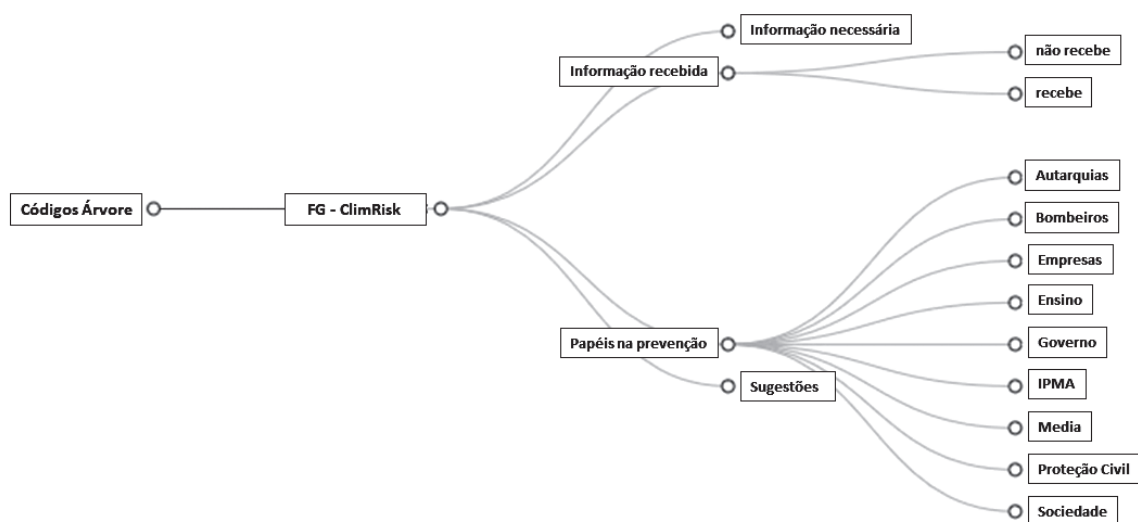 Informação necessária
Informação recebida
não recebe
recebe
Códigos Árvore
FG - ClimRisk
Autarquias
Bombeiros
Empresas
Ensino
Papéis na prevenção
Governo
Sugestões
IPMA
Media
Proteção Civil
Sociedade